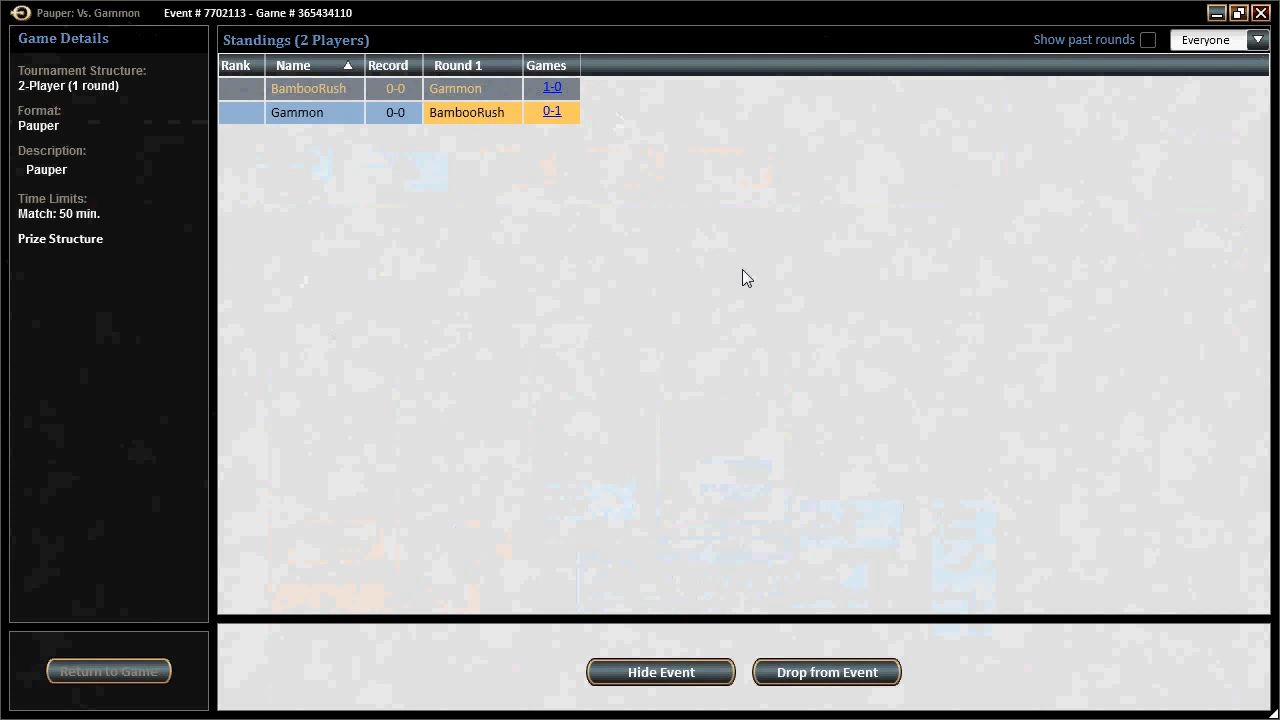 Pauper: Vs. Gammon Event # 7702113 - Game # 365434110
Game Details
Tournament Structure:
2-Player (1 round)
Format:
Pauper
Description:
Pauper
Time Limits:
Match: 50 min.
Prize Structure
Return to Game
Standings (2 Players) Show past rounds Everyone
Rank Name Record Round 1 Games
BambooRush 0-0 Gammon 1-0
Gammon 0-0 BambooRush 0-1
Hide Event Drop from Event